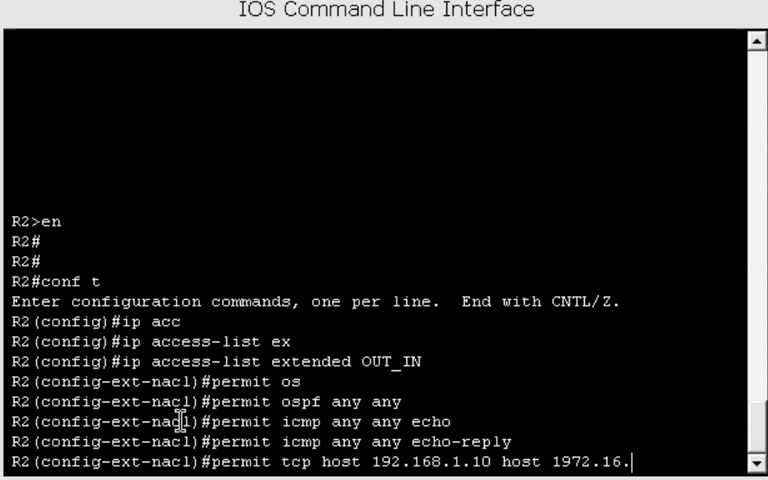 IOS Command Line Interface
R2>en
R2#
R2#
R2#conf t
Enter configuration commands, one per line.  End with CNTL/Z.
R2(config)#ip acc
R2(config)#ip access-list ex
R2(config)#ip access-list extended OUT_IN
R2(config-ext-nacl)#permit os
R2(config-ext-nacl)#permit ospf any any
R2(config-ext-nacl)#permit icmp any any echo
R2(config-ext-nacl)#permit icmp any any echo-reply
R2(config-ext-nacl)#permit tcp host 192.168.1.10 host 1972.16.